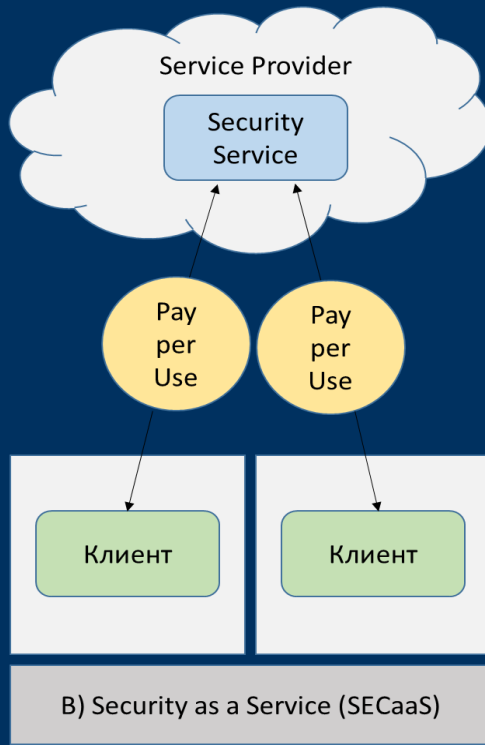 Service Provider
Security
Service
Pay
per
Use
Pay
per
Use
Клиент
Клиент
B) Security as a Service (SECaaS)